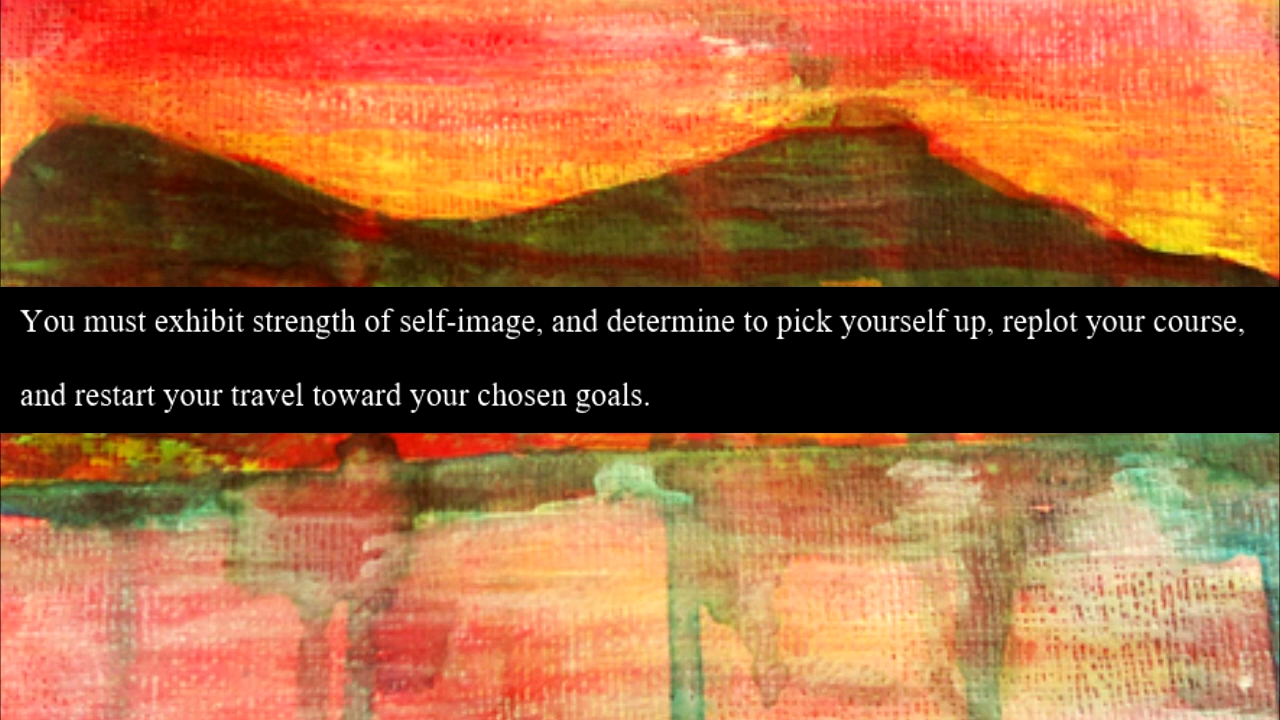 You must exhibit strength of self-image, and determine to pick yourself up, replot your course,
and restart your travel toward your chosen goals.